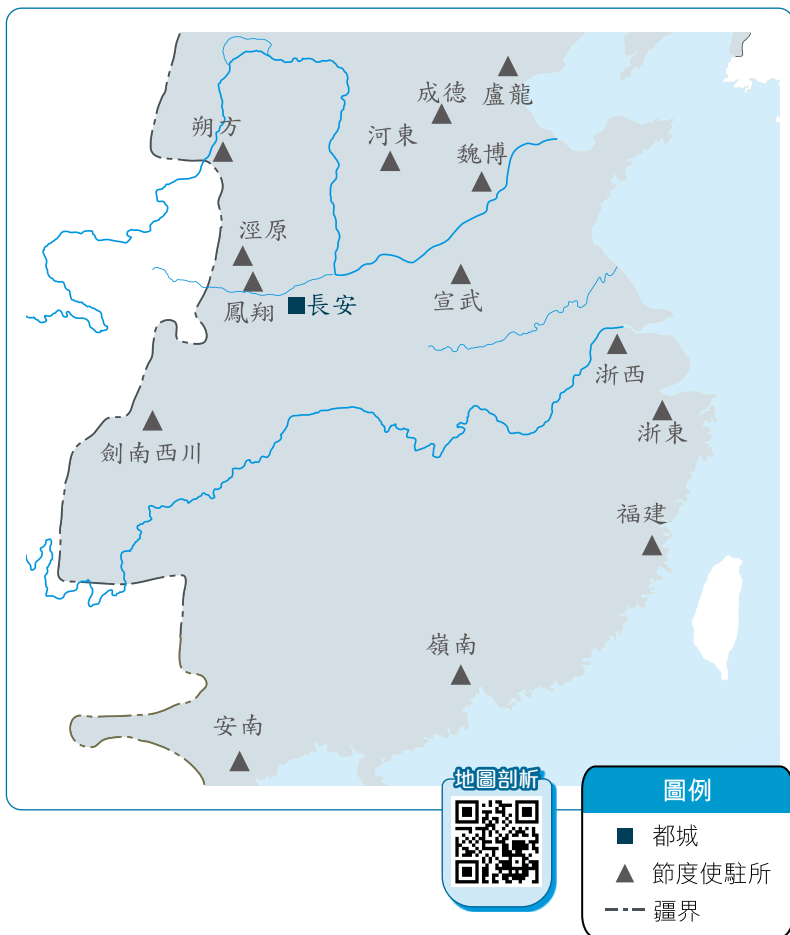 盧龍
成德
朔方
河東
魏博
涇原
鳳翔
長安
宣武
浙西
浙東
劍南西川
福建
嶺南
安南
地圖剖析
圖例
都城
節度使駐所
疆界